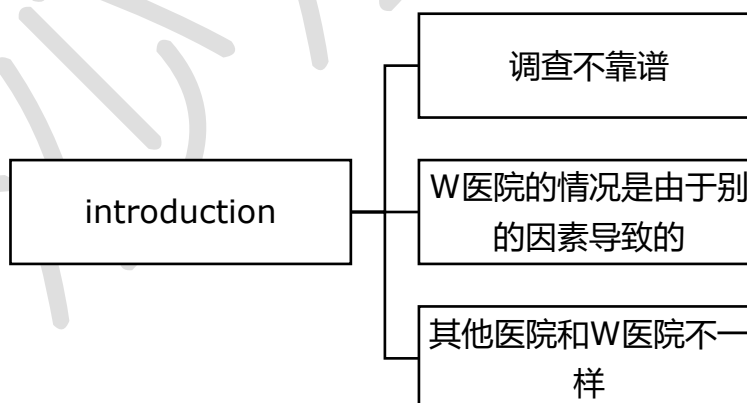 调查不靠谱
introduction
W医院的情况是由于别
的因素导致的
其他医院和W医院不一
样